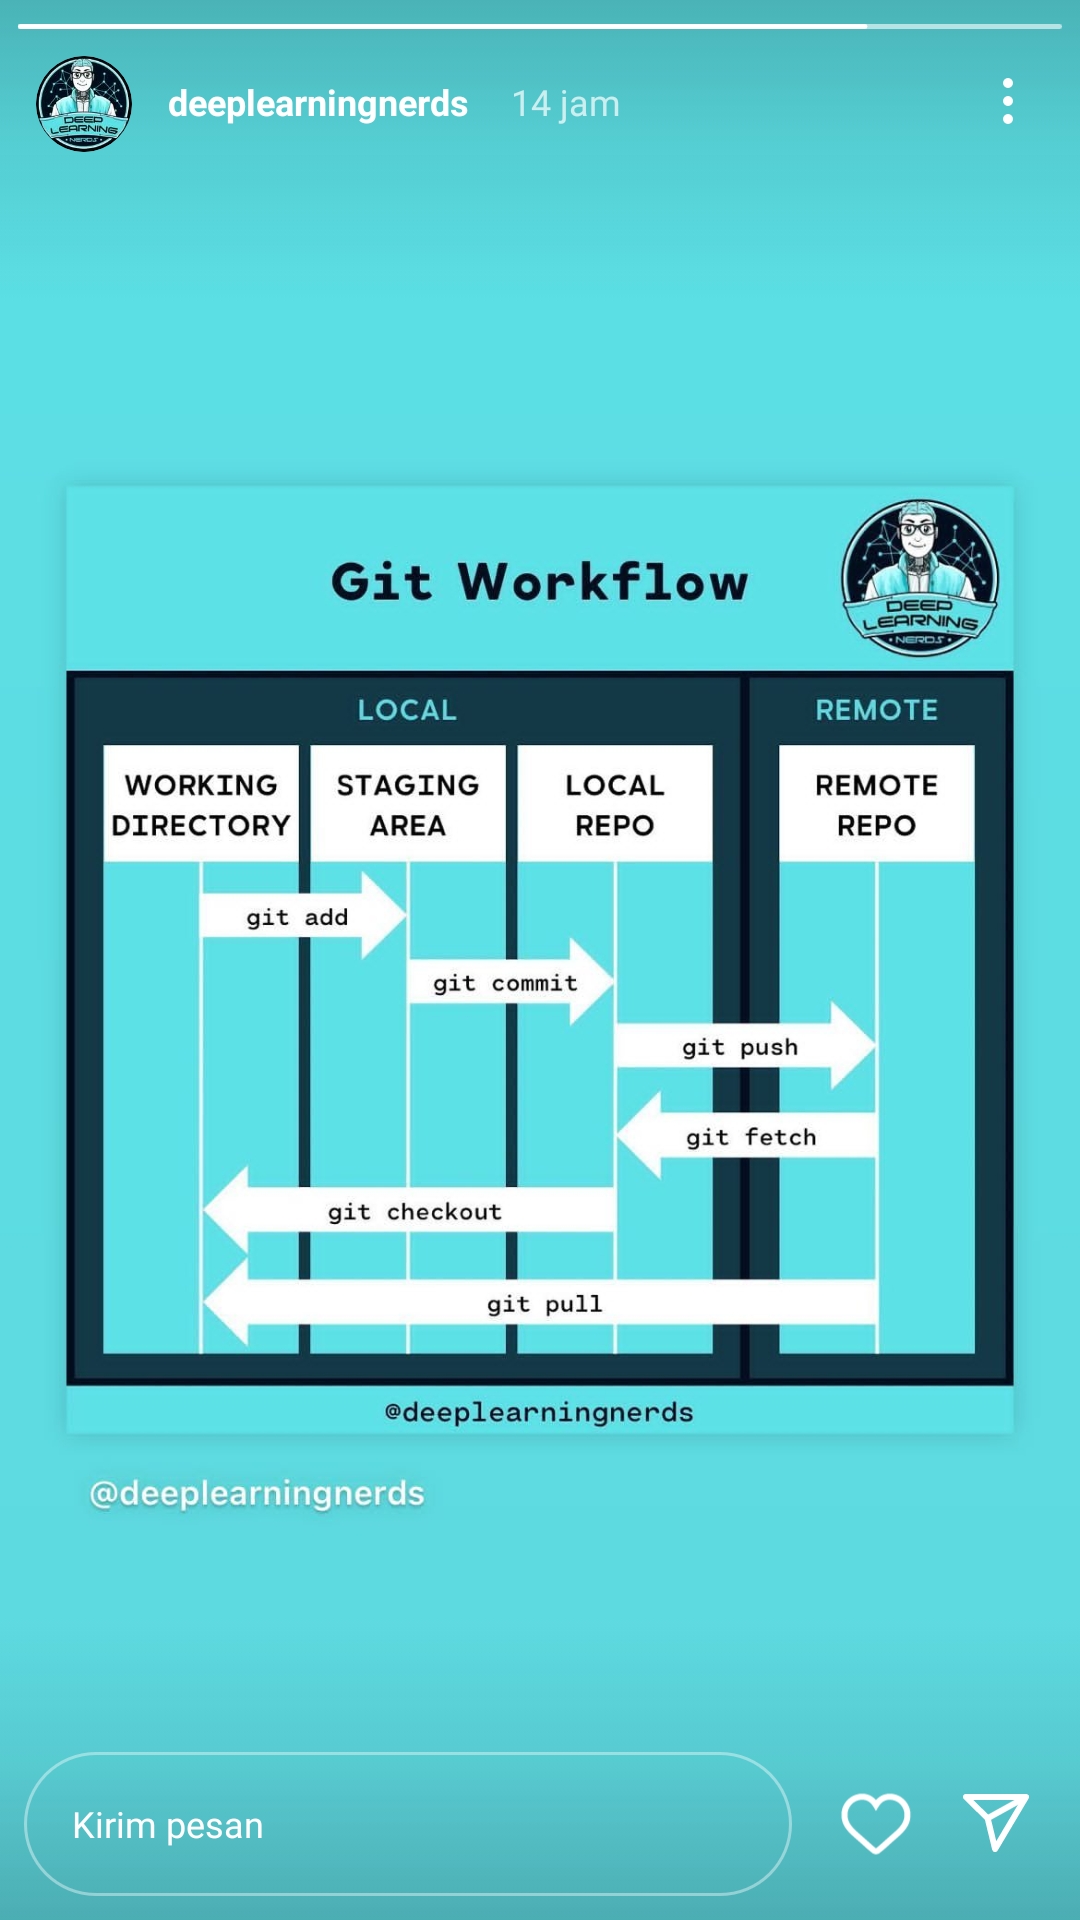 deeplearningnerds 14 jam
DEEP
LEARNING
NERDS
Git Workflow
DEEP
LEARNING
NERDS
LOCAL
REMOTE
WORKING
DIRECTORY
STAGING
AREA
LOCAL
REPO
REMOTE
REPO
git add
git commit
git push
git fetch
git checkout
git pull
@deeplearningnerds
@deeplearningnerds
Kirim pesan